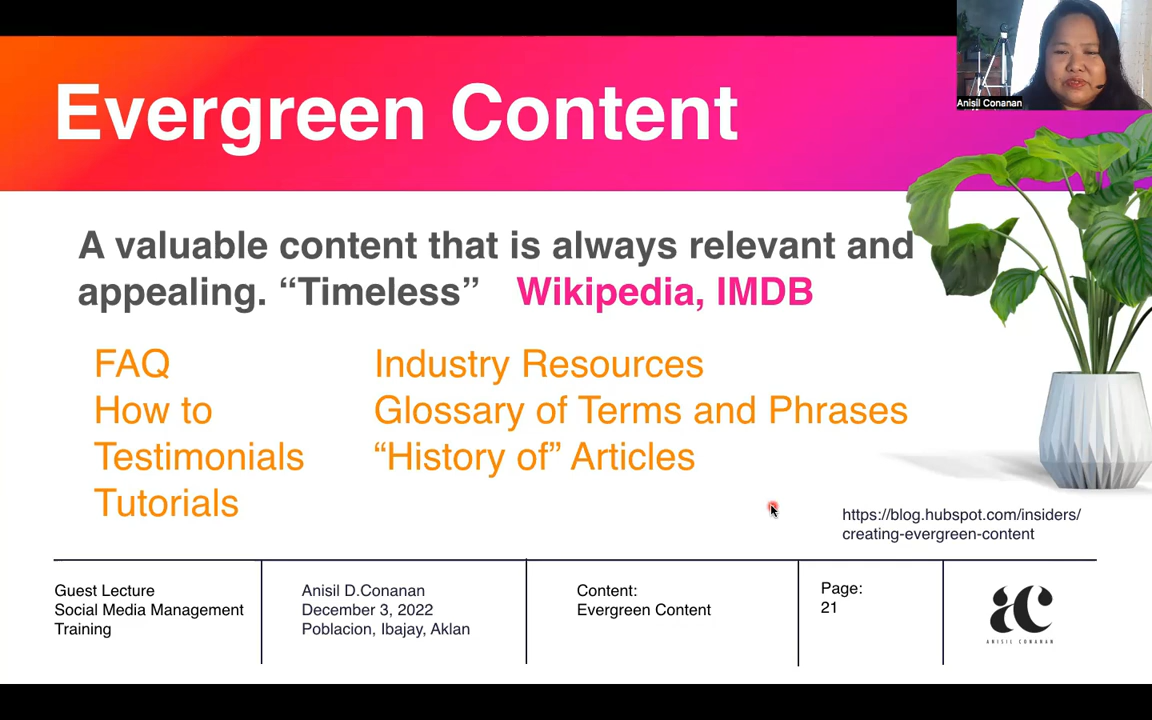 Evergreen Content
Anisil Conanan
A valuable content that is always relevant and
appealing. “Timeless” Wikipedia, IMDB
FAQ
How to
Testimonials
Tutorials
Industry Resources
Glossary of Terms and Phrases
“History of” Articles
https://blog.hubspot.com/insiders/
creating-evergreen-content
Guest Lecture
Social Media Management
Training
Anisil D.Conanan
December 3, 2022
Poblacion, Ibajay, Aklan
Content:
Evergreen Content
Page:
21
ac
ANISIL CONANAN